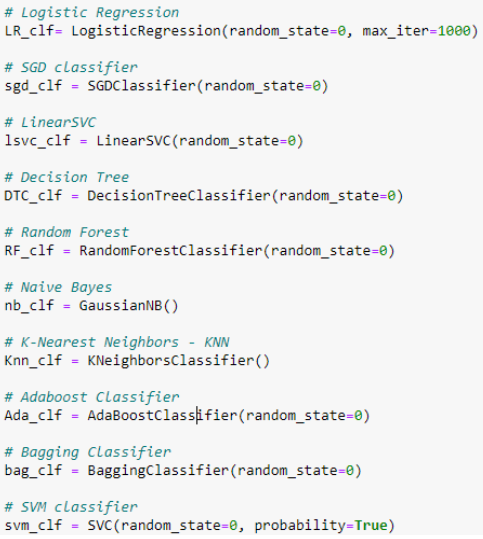 # Logistic Regression
LR_clf= LogisticRegression(random_state=0, max_iter=1000)
# SGD classifier
sgd_clf = SGDClassifier(random_state=0)
# LinearSVC
lsvc_clf = LinearSVC(random_state=0)
# Decision Tree
DTC_clf = DecisionTreeClassifier(random_state=0)
# Random Forest
RF_clf = RandomForestClassifier(random_state=0)
# Naive Bayes
nb_clf = GaussianNB()
# K-Nearest Neighbors - KNN
Knn_clf = KNeighborsClassifier()
# Adaboost Classifier
Ada_clf = AdaBoostClassifier(random_state=0)
# Bagging Classifier
bag_clf = BaggingClassifier(random_state=0)
# SVM classifier
svm_clf = SVC(random_state=0, probability=True)